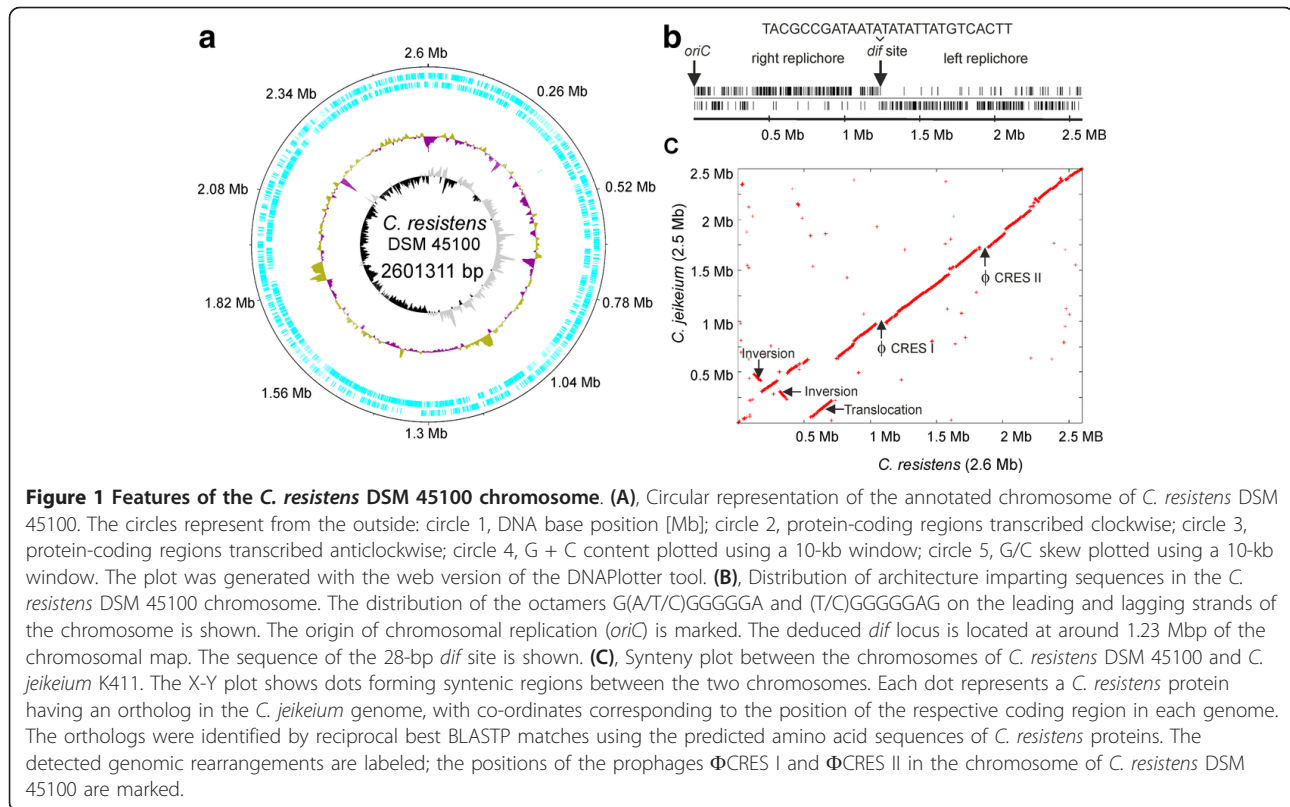 a
2.6 Mb
0.26 Mb
0.52 Mb
0.78 Mb
1.04 Mb
1.3 Mb
1.56 Mb
1.82 Mb
2.08 Mb
2.34 Mb
C. resistens
DSM 45100
2601311 bp
b
TACGCCGATAATATATATTATGTCACTT
oriC
right replichore
dif site
left replichore
0.5 Mb 1 Mb 1.5 Mb 2 Mb 2.5 MB
C
2.5 Mb
2 Mb
1.5 Mb
1 Mb
0.5 Mb
C. jeikeium (2.5 Mb)
ϕ CRES II
ϕ CRES I
Inversion
Inversion
Translocation
0.5 Mb 1 Mb 1.5 Mb 2 Mb 2.5 MB
C. resistens (2.6 Mb)
Figure 1 Features of the C. resistens DSM 45100 chromosome. (A), Circular representation of the annotated chromosome of C. resistens DSM
45100. The circles represent from the outside: circle 1, DNA base position [Mb]; circle 2, protein-coding regions transcribed clockwise; circle 3,
protein-coding regions transcribed anticlockwise; circle 4, G + C content plotted using a 10-kb window; circle 5, G/C skew plotted using a 10-kb
window. The plot was generated with the web version of the DNAPlotter tool. (B), Distribution of architecture imparting sequences in the C.
resistens DSM 45100 chromosome. The distribution of the octamers G(A/T/C)GGGGGA and (T/C)GGGGGAG on the leading and lagging strands of
the chromosome is shown. The origin of chromosomal replication (oriC) is marked. The deduced dif locus is located at around 1.23 Mbp of the
chromosomal map. The sequence of the 28-bp dif site is shown. (C), Synteny plot between the chromosomes of C. resistens DSM 45100 and C.
jeikeium K411. The X-Y plot shows dots forming syntenic regions between the two chromosomes. Each dot represents a C. resistens protein
having an ortholog in the C. jeikeium genome, with co-ordinates corresponding to the position of the respective coding region in each genome.
The orthologs were identified by reciprocal best BLASTP matches using the predicted amino acid sequences of C. resistens proteins. The
detected genomic rearrangements are labeled; the positions of the prophages ΦCRES I and ΦCRES II in the chromosome of C. resistens DSM
45100 are marked.